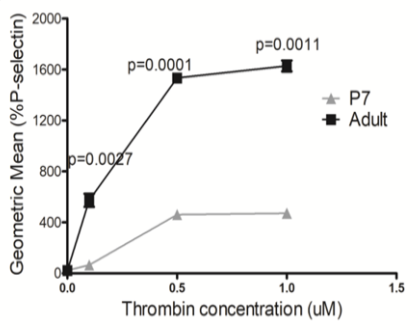 2000
1600
1200
800
400
0
Geometric Mean (%P-selectin)
p=0.0027
p=0.0001
p=0.0011
P7
Adult
0.0 0.5 1.0 1.5
Thrombin concentration (uM)